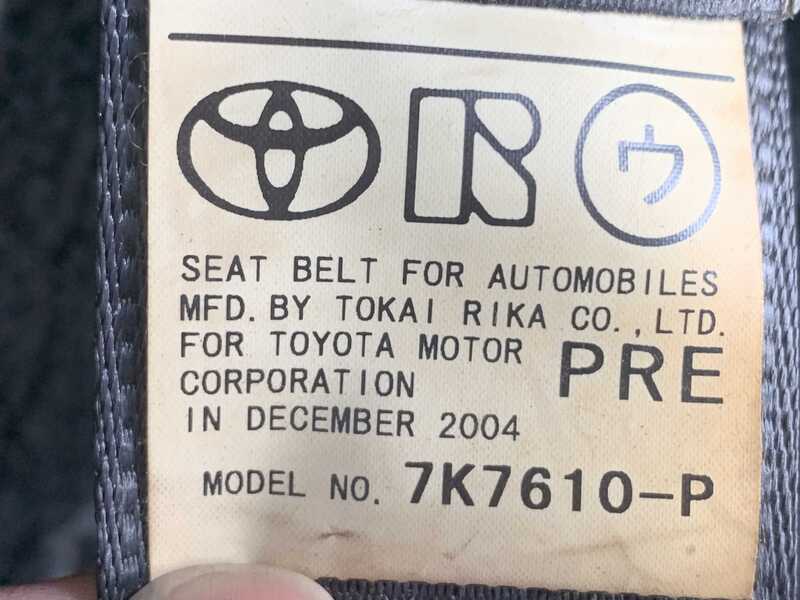 ウ
SEAT BELT FOR AUTOMOBILES
MFD. BY TOKAI RIKA CO.,LTD.
FOR TOYOTA MOTOR PRE
CORPORATION
IN DECEMBER 2004
MODEL NO. 7K7610-P